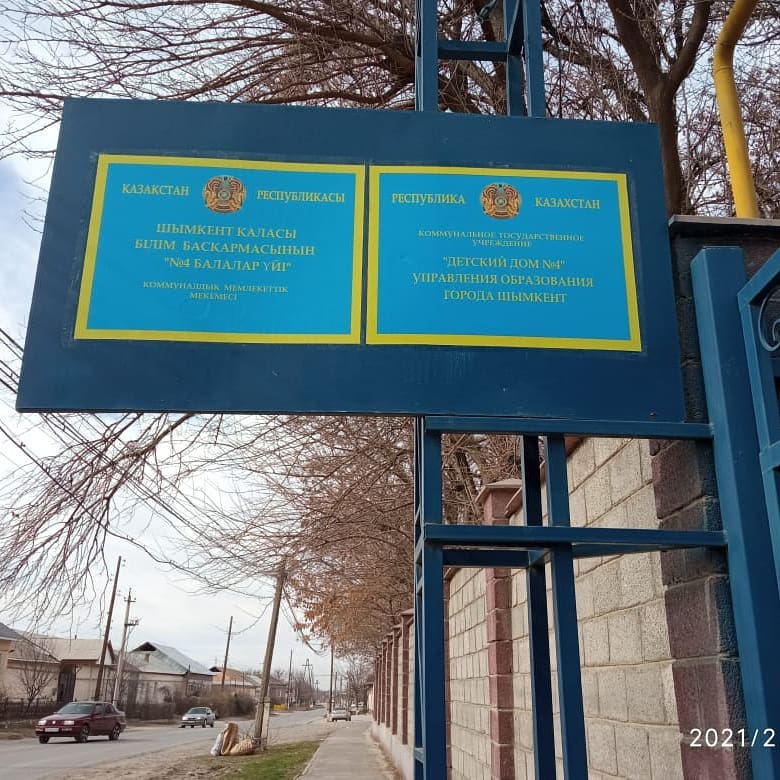 ҚАЗАҚСТАН РЕСПУБЛИКАСЫ
ШЫМКЕНТ ҚАЛАСЫ
БІЛІМ БАСҚАРМАСЫНЫҢ
"№4 БАЛАЛАР ҮЙІ"
КОММУНАЛДЫҚ МЕМЛЕКЕТТІК
МЕКЕМЕСІ
РЕСПУБЛИКА КАЗАХСТАН
КОММУНАЛЬНОЕ ГОСУДАРСТВЕННОЕ
УЧРЕЖДЕНИЕ
"ДЕТСКИЙ ДОМ №4"
УПРАВЛЕНИЯ ОБРАЗОВАНИЯ
ГОРОДА ШЫМКЕНТ
2021/2